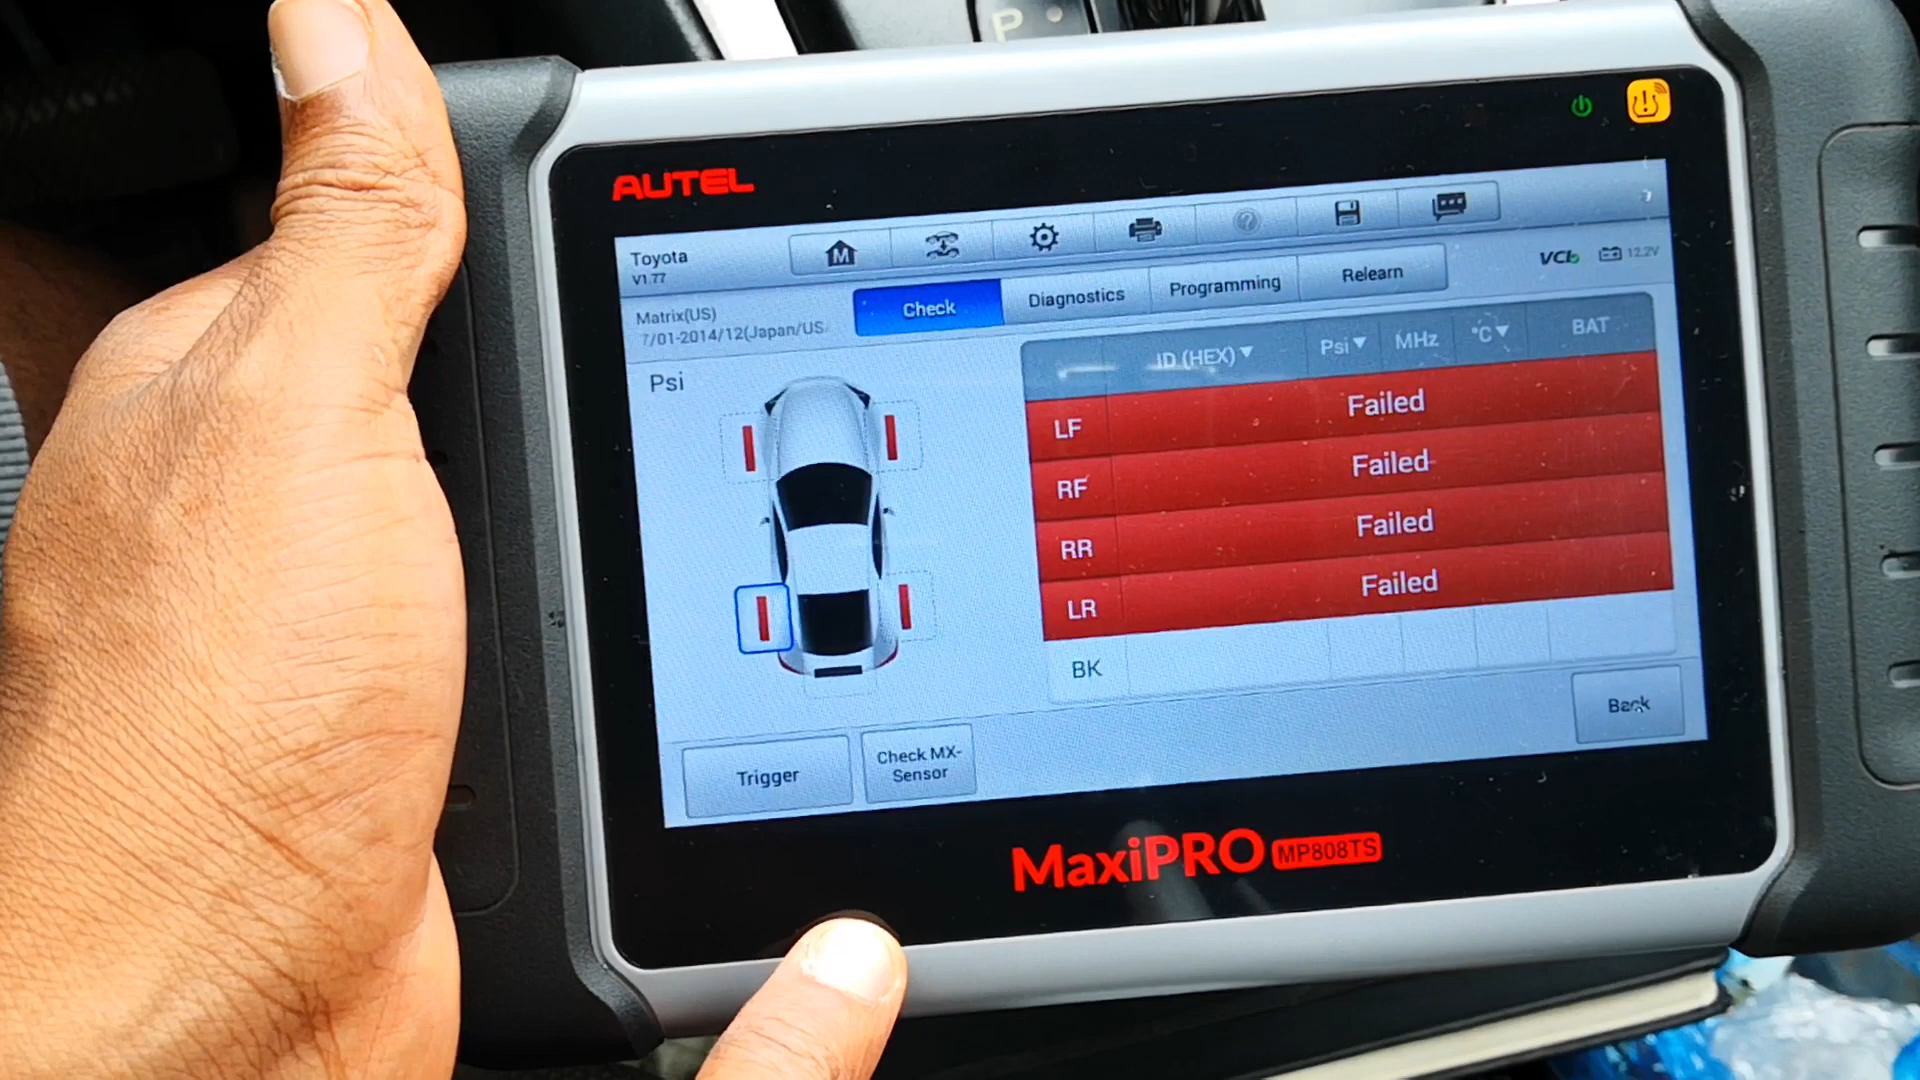 P
AUTEL
Toyota
V1.77
M
?
VCI
12.2V
Matrix(US)
7/01-2014/12(Japan/US
Check
Diagnostics
Programming
Relearn
Psi
ID (HEX)▼ Psi▼ MHz °C▼ BAT
LF Failed
RF Failed
RR Failed
LR Failed
BK
Trigger
Check MX-
Sensor
Back
MaxiPRO MP808TS